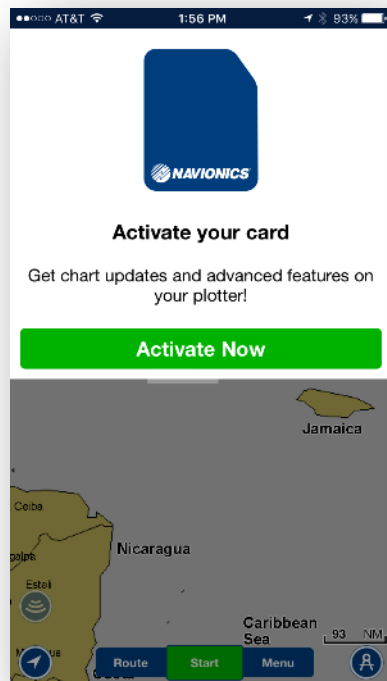 AT&T 1:56 PM 93%
NAVIONICS
Activate your card
Get chart updates and advanced features on
your plotter!
Activate Now
Jamaica
Ceiba
Nicaragua
galpa
Estelí
Caribbean
Sea
93 NM
Route Start Menu